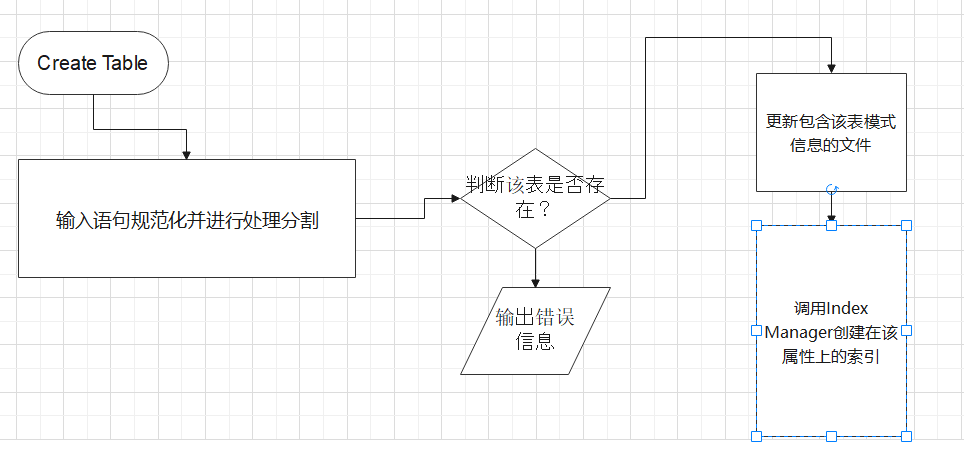 Create Table
输入语句规范化并进行处理分割
判断该表是否存
在？
输出错误
信息
更新包含该表模式
信息的文件
调用Index
Manager创建在该
属性上的索引